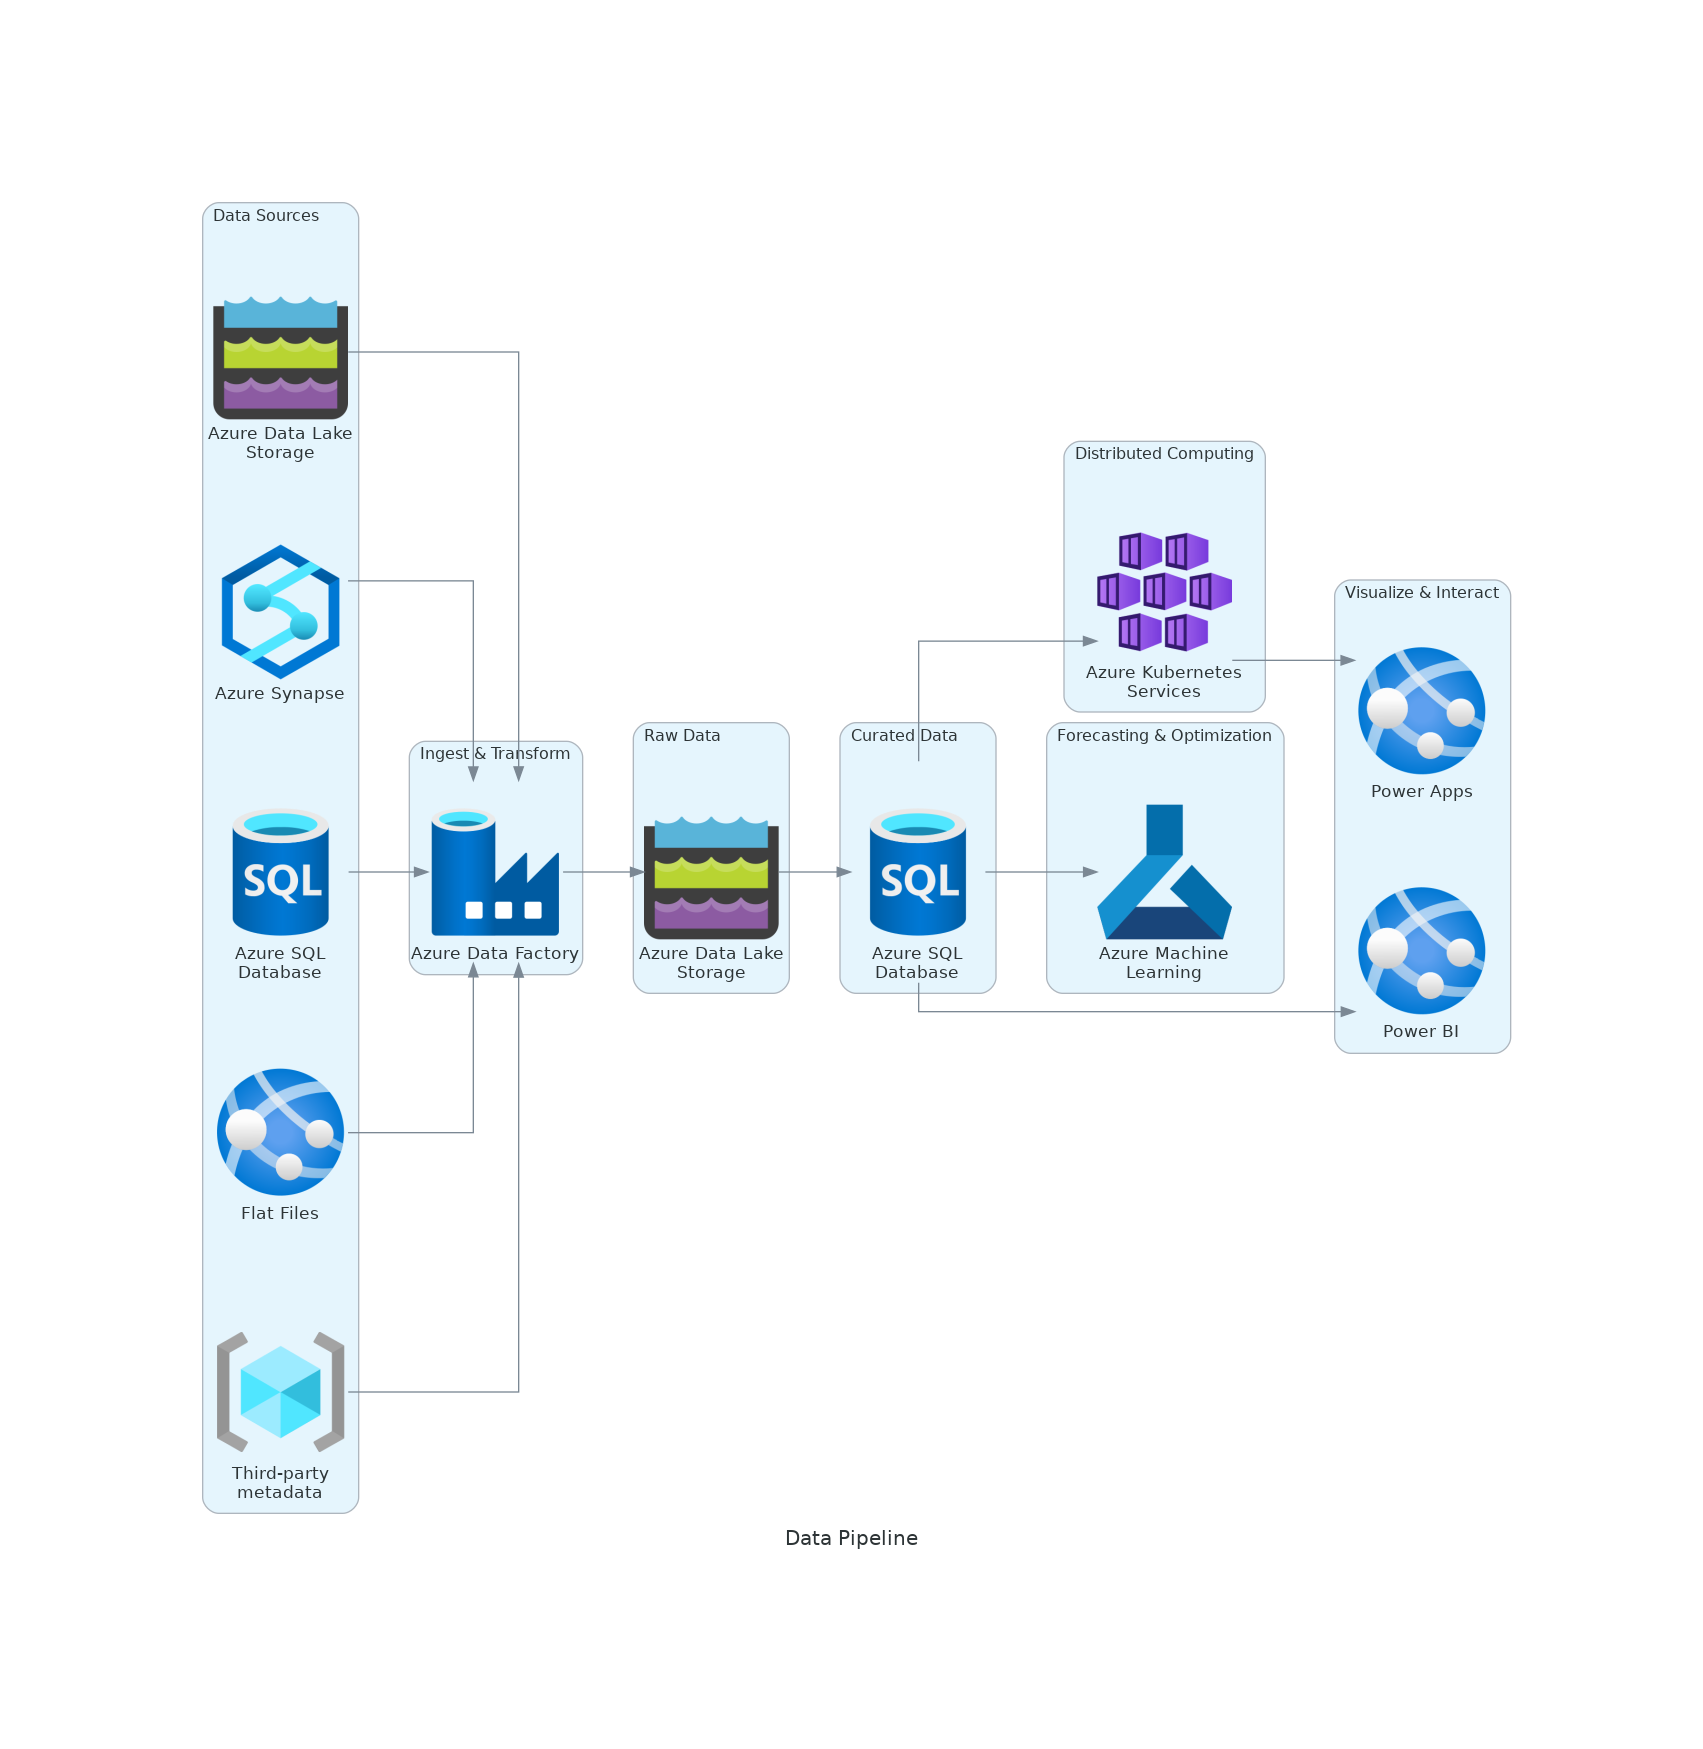 Data Sources
Azure Data Lake
Storage
Azure Synapse
SQL
Azure SQL
Database
Flat Files
Third-party
metadata
Ingest & Transform
Azure Data Factory
Raw Data
Azure Data Lake
Storage
Curated Data
SQL
Azure SQL
Database
Distributed Computing
Azure Kubernetes
Services
Forecasting & Optimization
Azure Machine
Learning
Visualize & Interact
Power Apps
Power BI
Data Pipeline